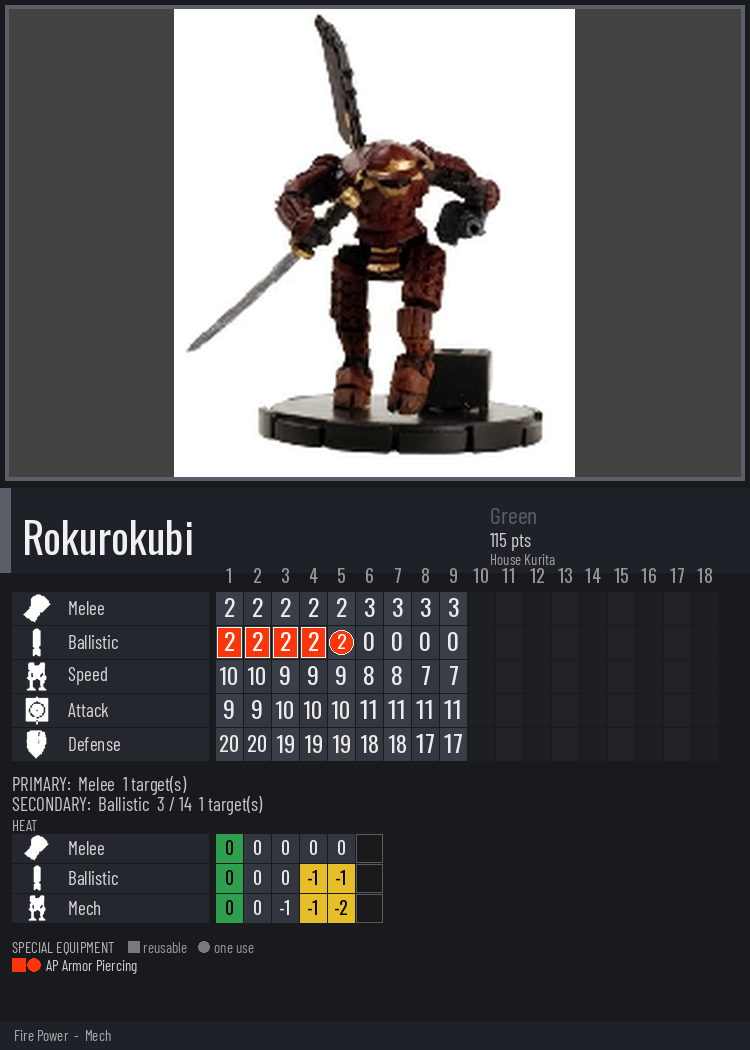 Rokurokubi
Green
115 pts
House Kurita
1 2 3 4 5 6 7 8 9 10 11 12 13 14 15 16 17 18
Melee 2 2 2 2 2 3 3 3 3
Ballistic 2 2 2 2 2 0 0 0 0
Speed 10 10 9 9 9 8 8 7 7
Attack 9 9 10 10 10 11 11 11 11
Defense 20 20 19 19 19 18 18 17 17
PRIMARY: Melee 1 target(s)
SECONDARY: Ballistic 3 / 14 1 target(s)
HEAT
Melee 0 0 0 0 0
Ballistic 0 0 0 -1 -1
Mech 0 0 -1 -1 -2
SPECIAL EQUIPMENT reusable one use
AP Armor Piercing
Fire Power - Mech